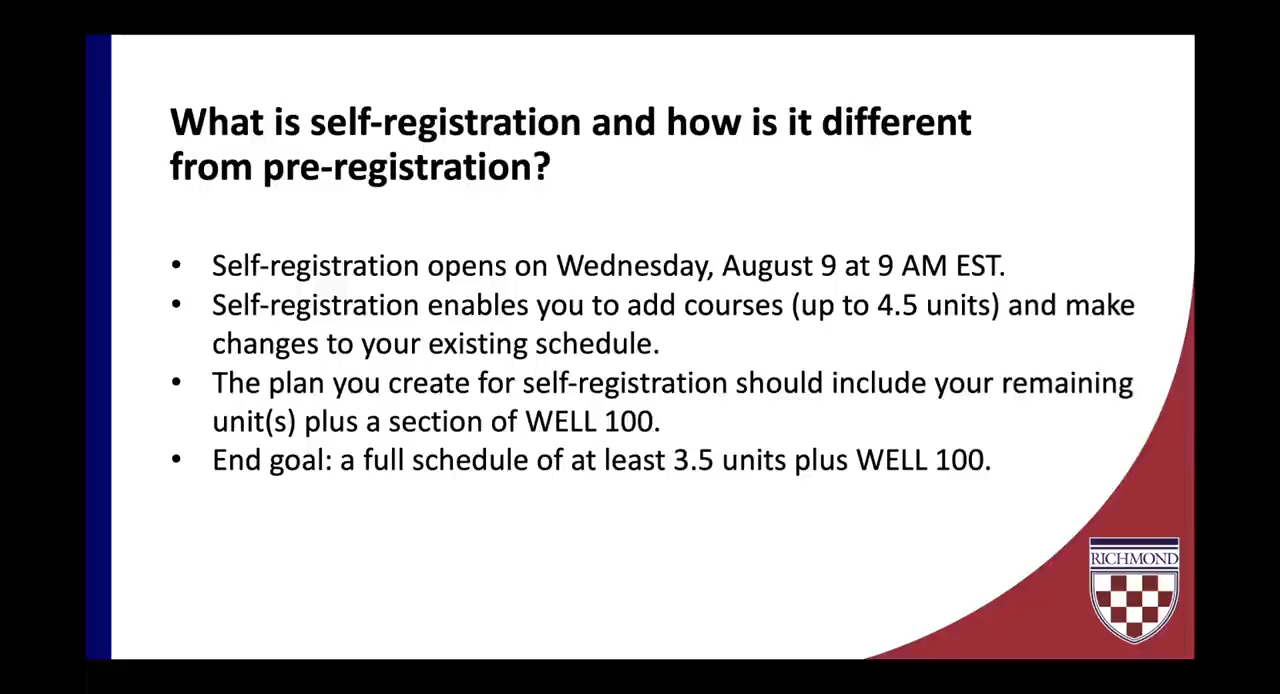 What is self-registration and how is it different
from pre-registration?
• Self-registration opens on Wednesday, August 9 at 9 AM EST.
• Self-registration enables you to add courses (up to 4.5 units) and make
changes to your existing schedule.
• The plan you create for self-registration should include your remaining
unit(s) plus a section of WELL 100.
• End goal: a full schedule of at least 3.5 units plus WELL 100.
RICHMOND